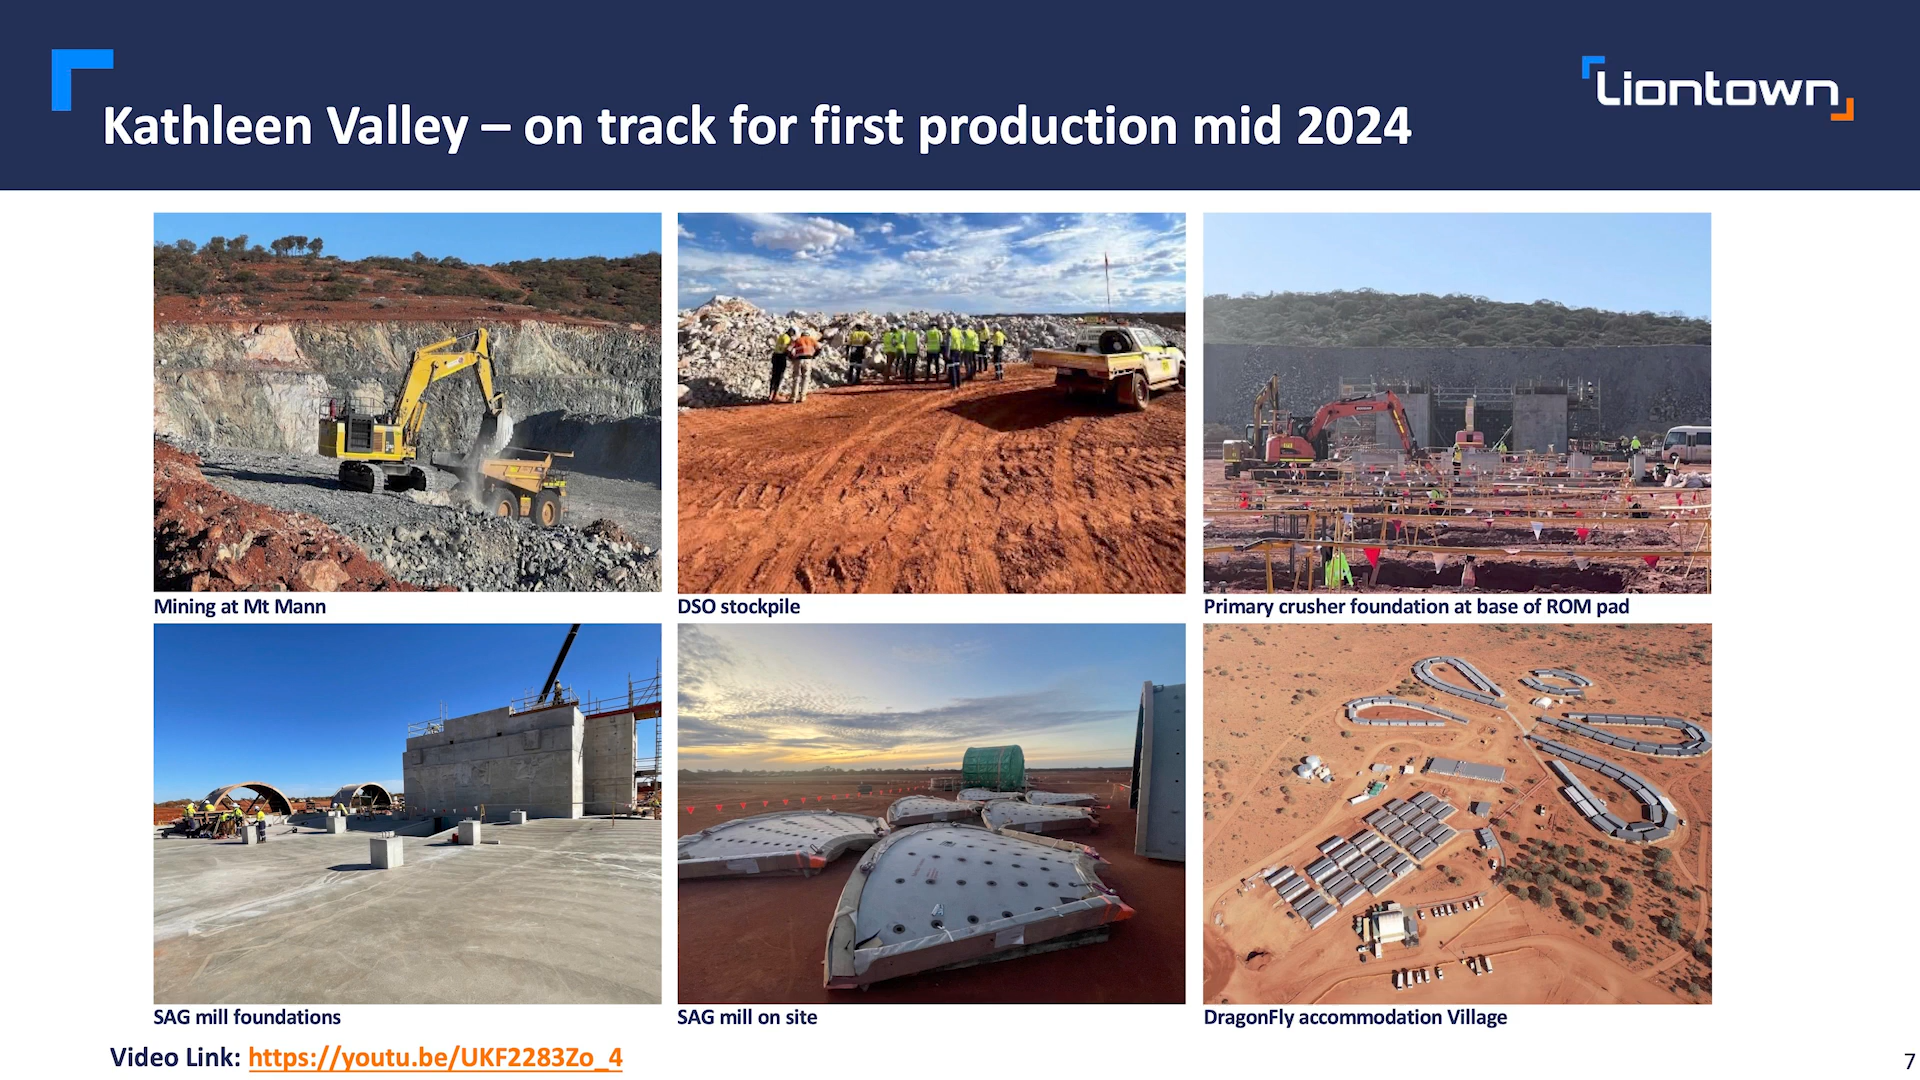 Kathleen Valley – on track for first production mid 2024
Liontown
Mining at Mt Mann
DSO stockpile
Primary crusher foundation at base of ROM pad
SAG mill foundations
SAG mill on site
DragonFly accommodation Village
Video Link: https://youtu.be/UKF2283Zo_4
7